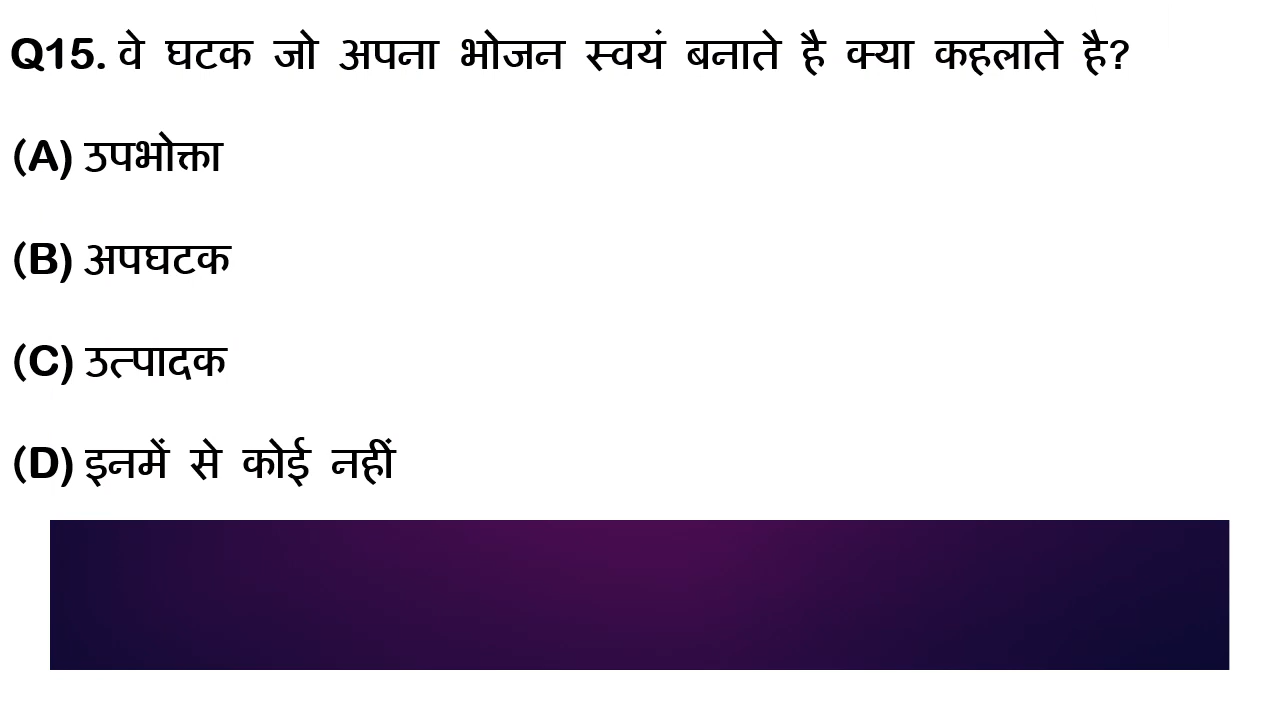 Q15. वे घटक जो अपना भोजन स्वयं बनाते है क्या कहलाते है?
(A) उपभोक्ता
(B) अपघटक
(C) उत्पादक
(D) इनमें से कोई नहीं